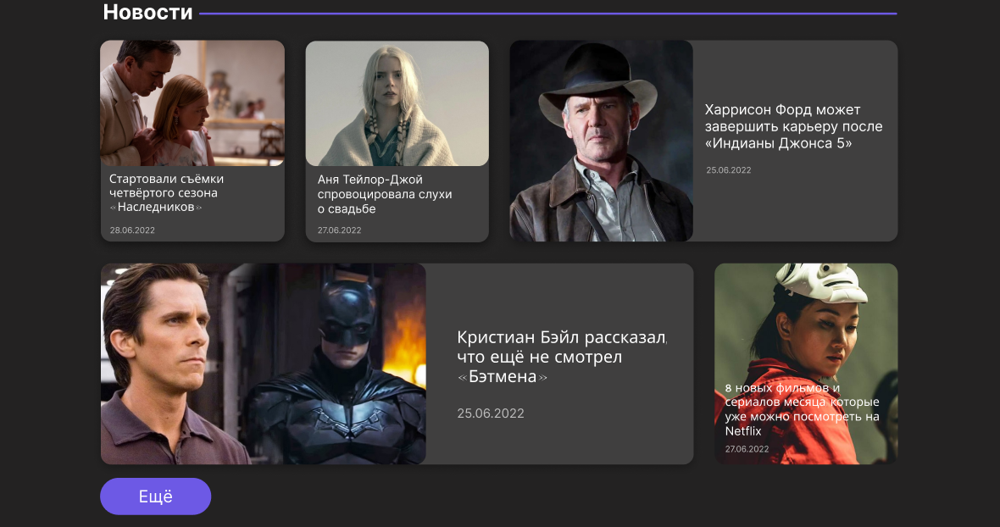 Новости
Стартовали съёмки
четвёртого сезона
«Наследников»
28.06.2022
Аня Тейлор-Джой
спровоцировала слухи
о свадьбе
27.06.2022
Харрисон Форд может
завершить карьеру после
«Индианы Джонса 5»
25.06.2022
Кристиан Бэйл рассказал,
что ещё не смотрел
«Бэтмена»
25.06.2022
8 новых фильмов и
сериалов месяца которые
уже можно посмотреть на
Netflix
27.06.2022
Ещё